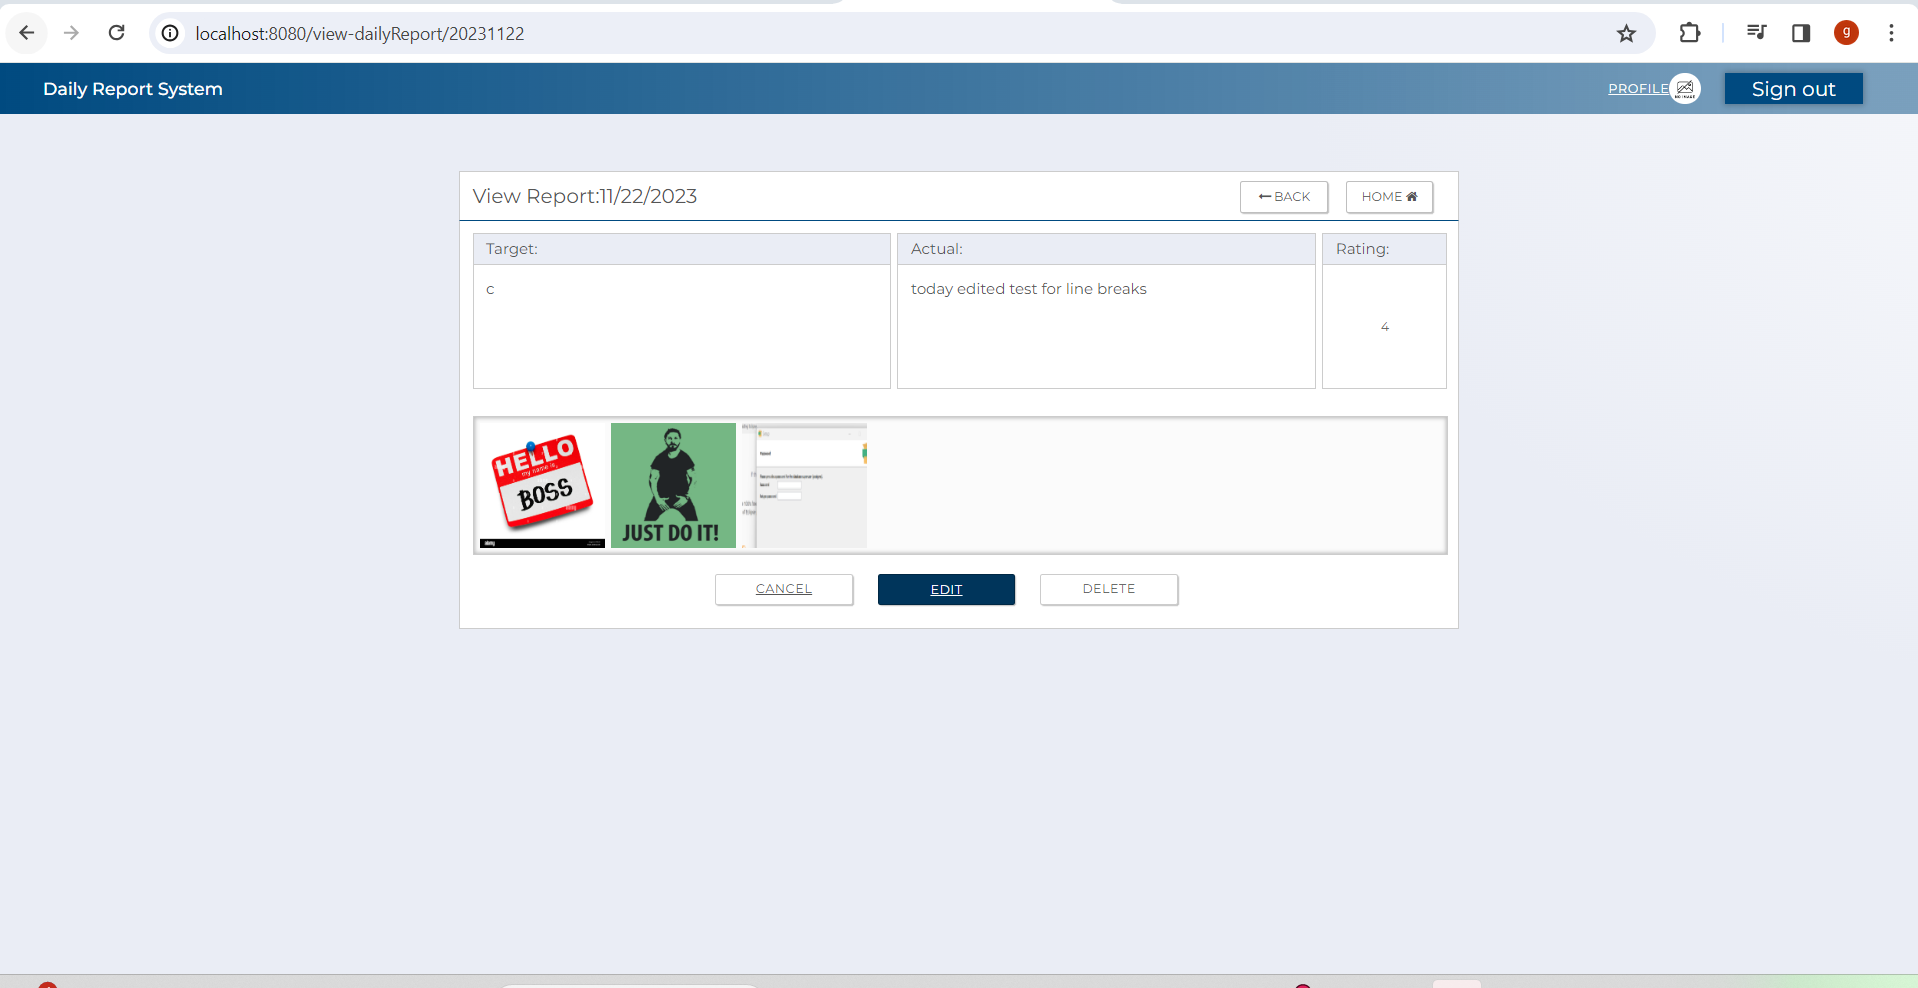 localhost:8080/view-dailyReport/20231122
g
Daily Report System
PROFILE
NO IMAGE
Sign out
View Report:11/22/2023
BACK
HOME
Target:
Actual:
Rating:
c
today edited test for line breaks
4
HELLO
my name is
BOSS
JUST DO IT!
CANCEL
EDIT
DELETE